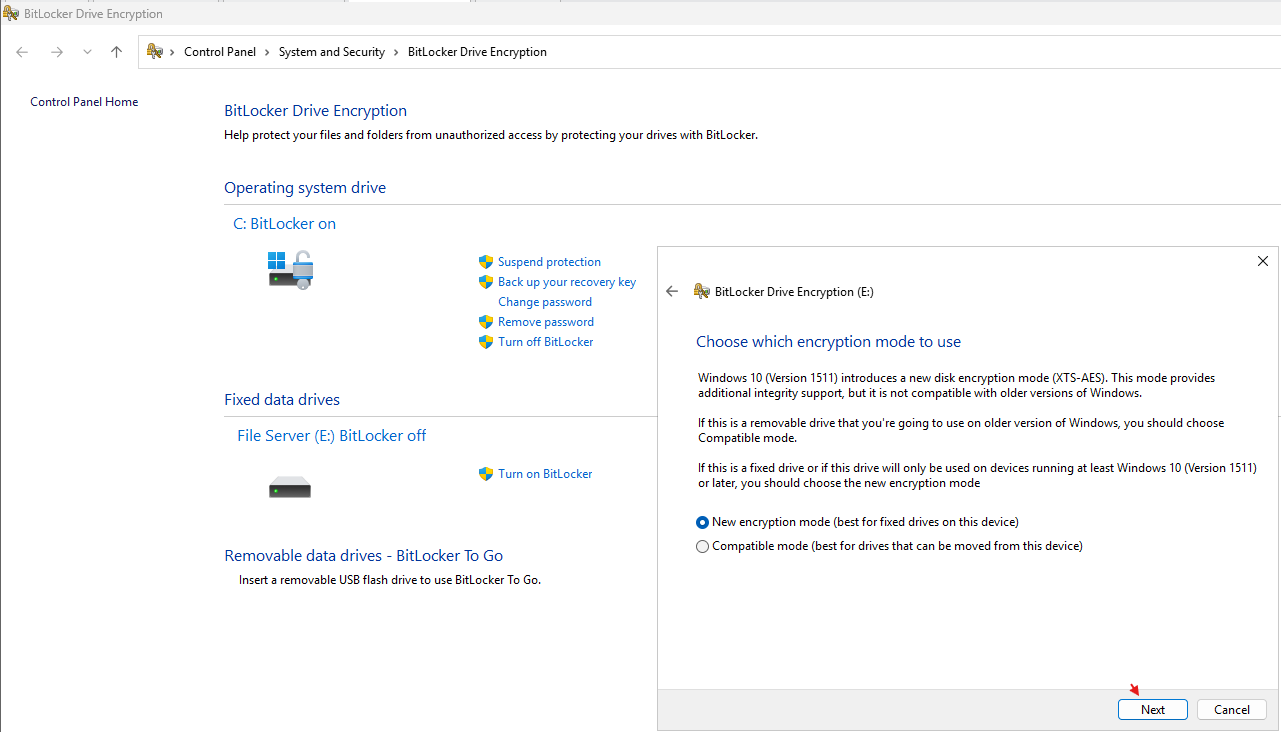 BitLocker Drive Encryption
Control Panel > System and Security > BitLocker Drive Encryption
Control Panel Home
BitLocker Drive Encryption
Help protect your files and folders from unauthorized access by protecting your drives with BitLocker.
Operating system drive
C: BitLocker on
Suspend protection
Back up your recovery key
Change password
Remove password
Turn off BitLocker
Fixed data drives
File Server (E:) BitLocker off
Turn on BitLocker
Removable data drives - BitLocker To Go
Insert a removable USB flash drive to use BitLocker To Go.
BitLocker Drive Encryption (E:)
Choose which encryption mode to use
Windows 10 (Version 1511) introduces a new disk encryption mode (XTS-AES). This mode provides
additional integrity support, but it is not compatible with older versions of Windows.
If this is a removable drive that you're going to use on older version of Windows, you should choose
Compatible mode.
If this is a fixed drive or if this drive will only be used on devices running at least Windows 10 (Version 1511)
or later, you should choose the new encryption mode
New encryption mode (best for fixed drives on this device)
Compatible mode (best for drives that can be moved from this device)
Next
Cancel